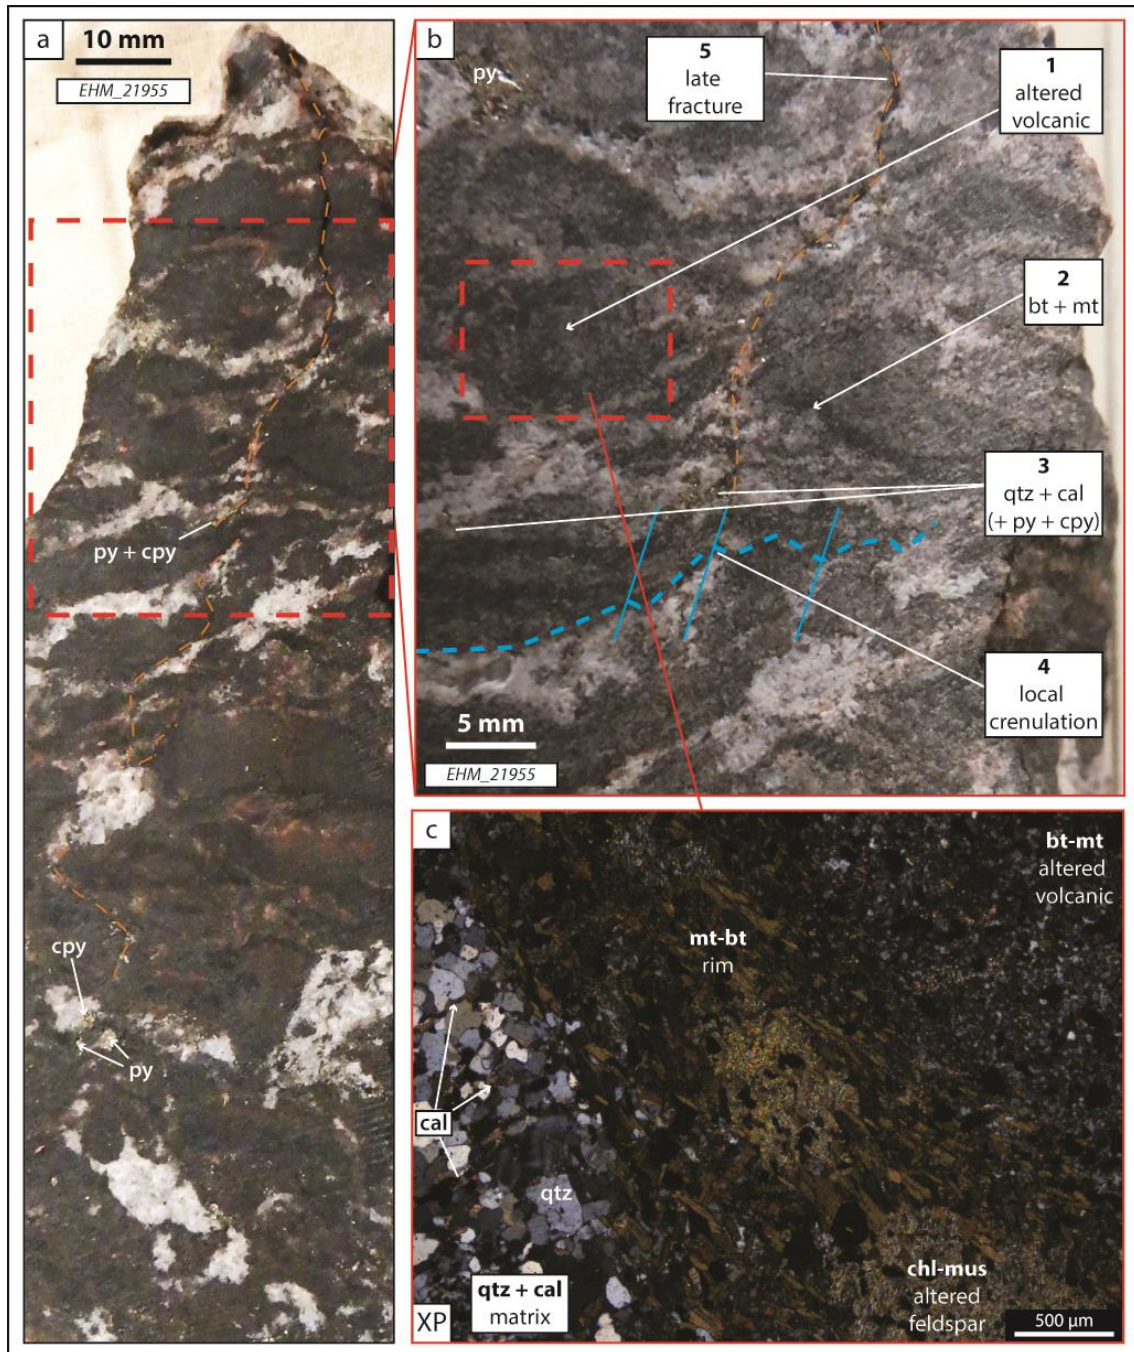 a
10 mm
EHM_21955
py + cpy
cpy
py
b
py
5
late
fracture
1
altered
volcanic
2
bt + mt
3
qtz + cal
(+ py + cpy)
4
local
crenulation
5 mm
EHM_21955
c
bt-mt
altered
volcanic
mt-bt
rim
cal
qtz
chl-mus
altered
feldspar
qtz + cal
matrix
XP
500 µm